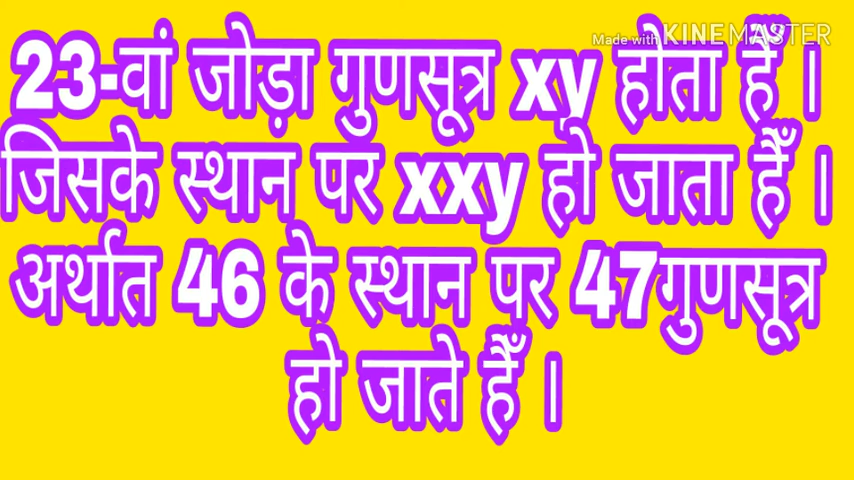 Made with KINEMASTER
23-वां जोड़ा गुणसूत्र xy होता हैं ।
जिसके स्थान पर xxy हो जाता हैँ ।
अर्थात 46 के स्थान पर 47गुणसूत्र
हो जाते हैँ ।